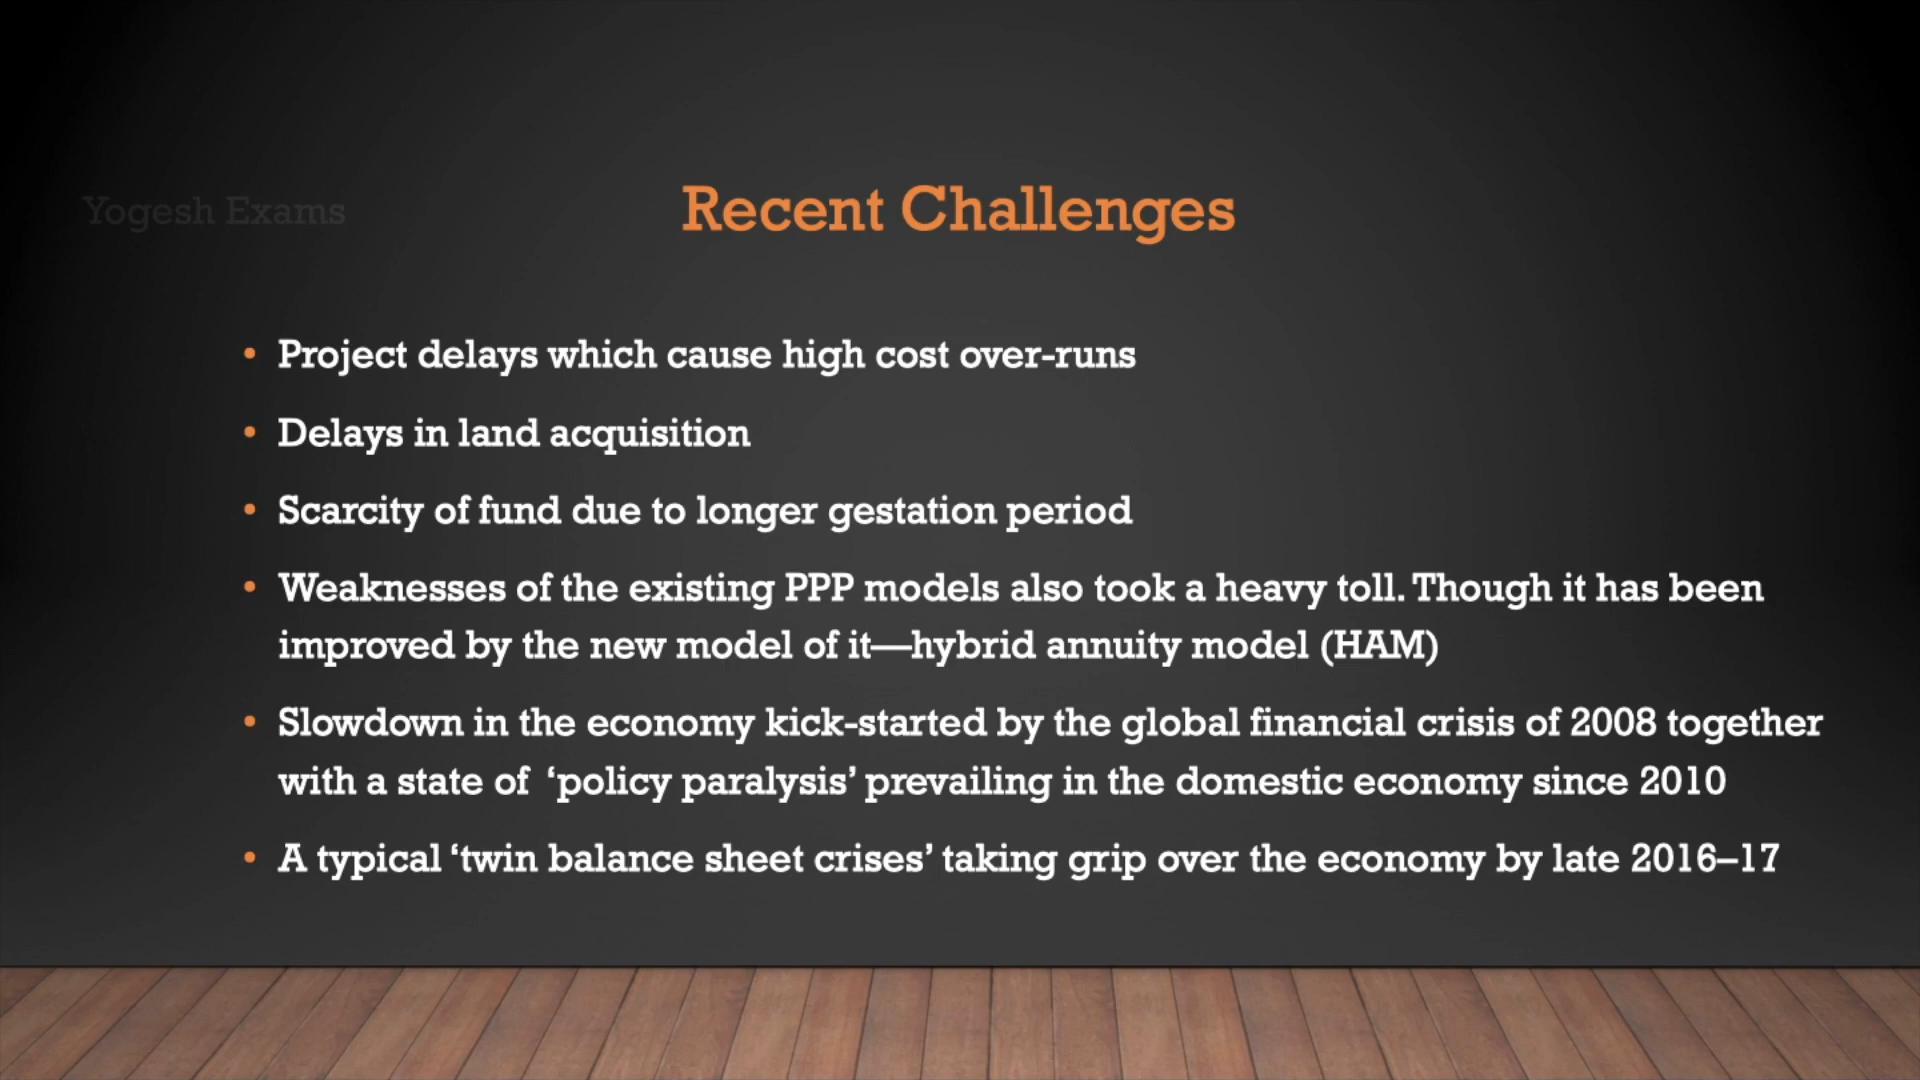 Yogesh Exams
Recent Challenges
• Project delays which cause high cost over-runs
• Delays in land acquisition
• Scarcity of fund due to longer gestation period
• Weaknesses of the existing PPP models also took a heavy toll. Though it has been
improved by the new model of it—hybrid annuity model (HAM)
• Slowdown in the economy kick-started by the global financial crisis of 2008 together
with a state of ‘policy paralysis’ prevailing in the domestic economy since 2010
• A typical ‘twin balance sheet crises’ taking grip over the economy by late 2016–17